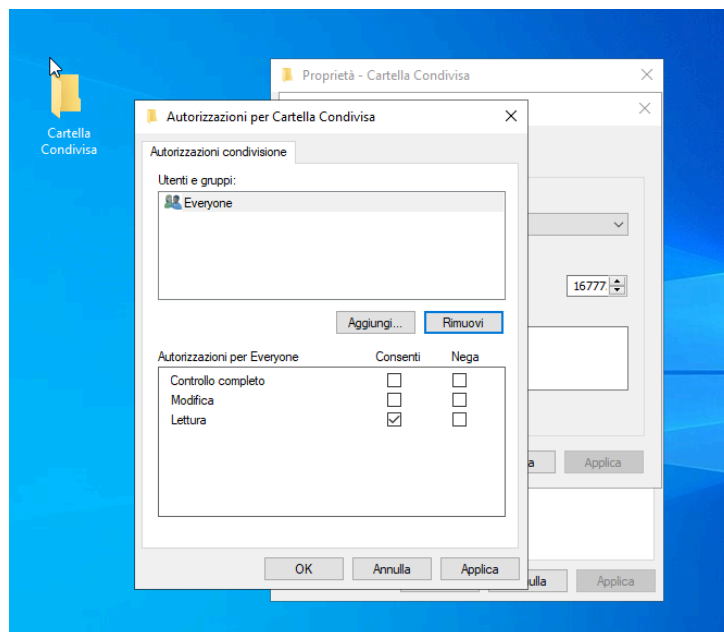 Proprietà - Cartella Condivisa
Cartella
Condivisa
Autorizzazioni per Cartella Condivisa
Autorizzazioni condivisione
Utenti e gruppi:
Everyone
16777
Aggiungi...
Rimuovi
Autorizzazioni per Everyone
Consenti
Nega
Controllo completo
Modifica
Lettura
a
Applica
OK
Annulla
Applica
ulla
Applica